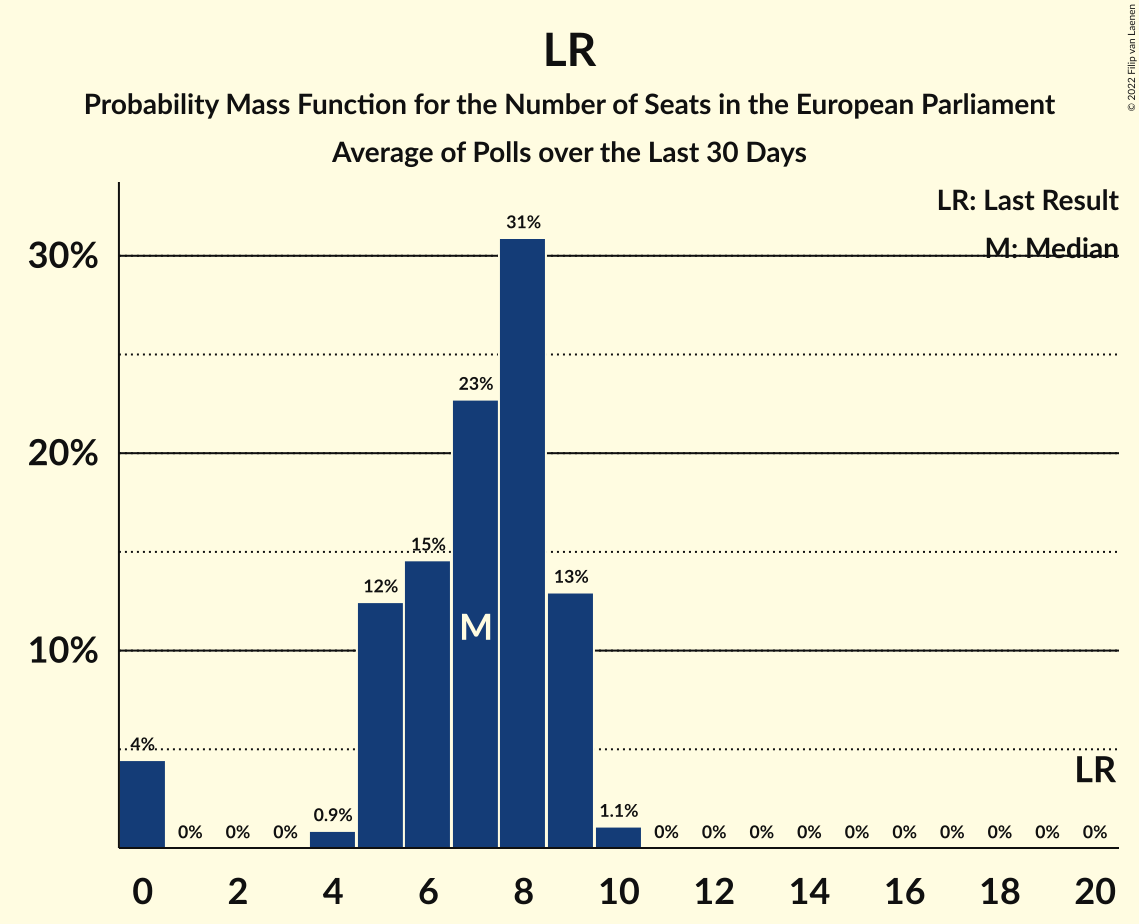 LR
Probability Mass Function for the Number of Seats in the European Parliament
Average of Polls over the Last 30 Days
© 2022 Filip van Laenen
LR: Last Result
M: Median
30%
20%
10%
4%
0%
0%
0%
0.9%
12%
15%
23%
31%
13%
1.1%
0%
0%
0%
0%
0%
0%
0%
0%
0%
0%
M
LR
0 2 4 6 8 10 12 14 16 18 20